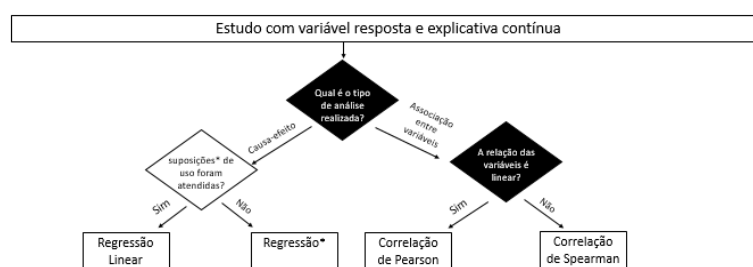 Estudo com variável resposta e explicativa contínua
Qual é o tipo
de análise
realizada?
Causa-efeito
Associação
entre
variáveis
suposições* de
uso foram
atendidas?
A relação das
variáveis é
linear?
Sim
Não
Sim
Não
Regressão
Linear
Regressão*
Correlação
de Pearson
Correlação
de Spearman